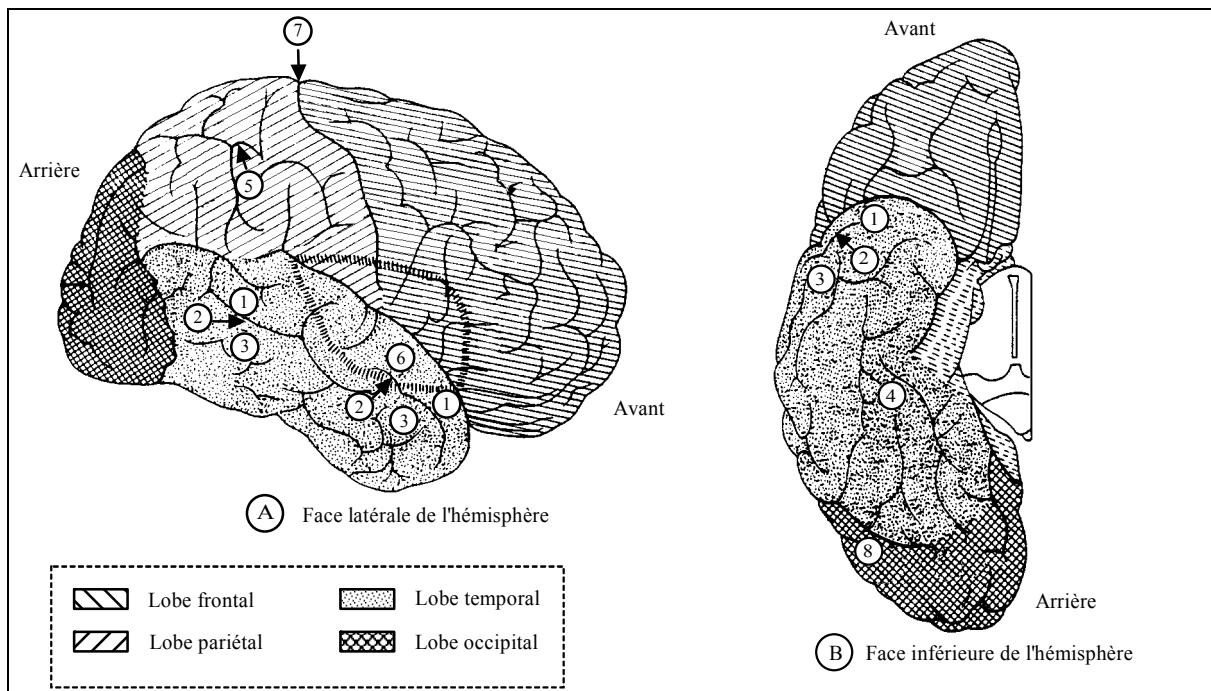 7
Avant
Arrière
5
1
2
3
6
2
3
1
Avant
A Face latérale de l'hémisphère
1
2
3
4
8
Arrière
B Face inférieure de l'hémisphère
Lobe frontal
Lobe temporal
Lobe pariétal
Lobe occipital